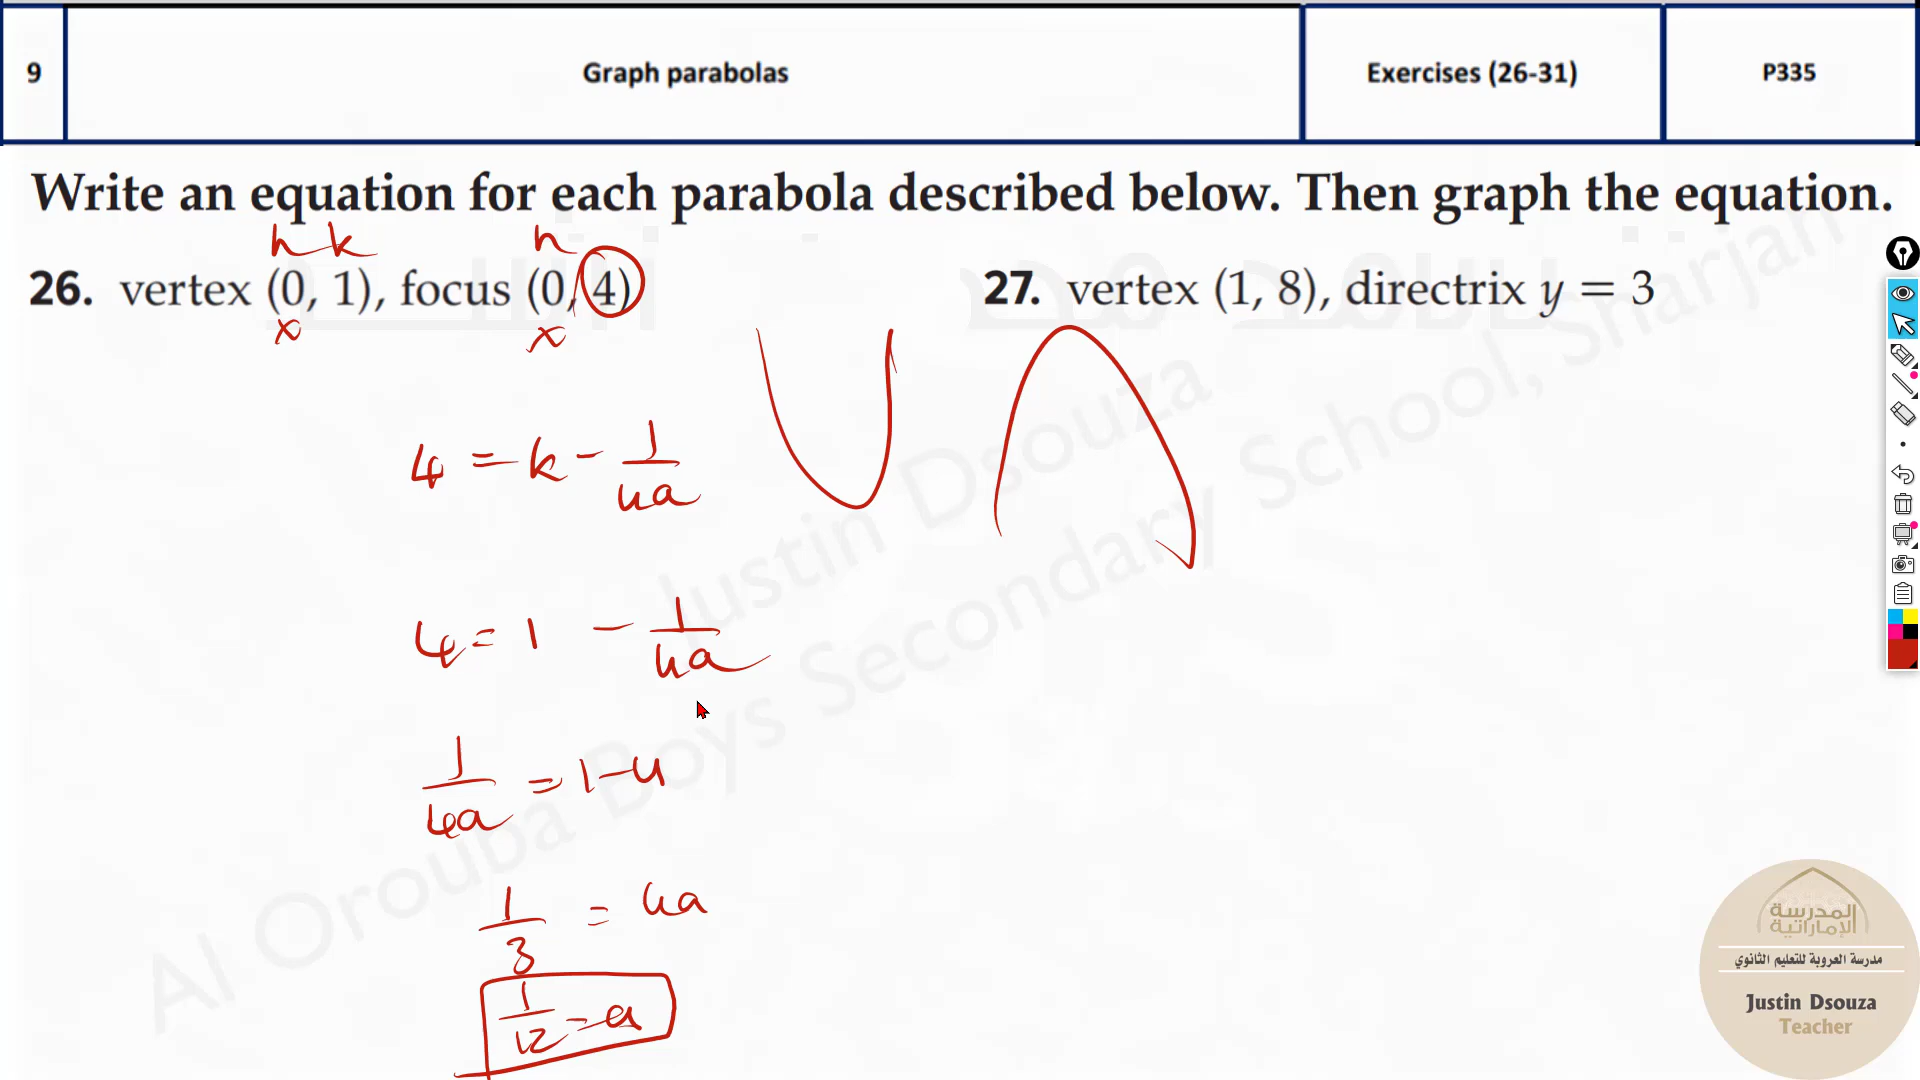 9 Graph parabolas Exercises (26-31) P335
Write an equation for each parabola described below. Then graph the equation.
h k h
26. vertex (0, 1), focus (0, 4)
x x
27. vertex (1, 8), directrix y = 3
4 = k - 1/4a
4 = 1 - 1/4a
1/4a = 1-4
1/3 = 4a
1/12 = a
Justin Dsouza
Al Orouba Boys Secondary School, Sharjah
المدرسة
الإماراتية
مدرسة العروبة للتعليم الثانوي
Justin Dsouza
Teacher